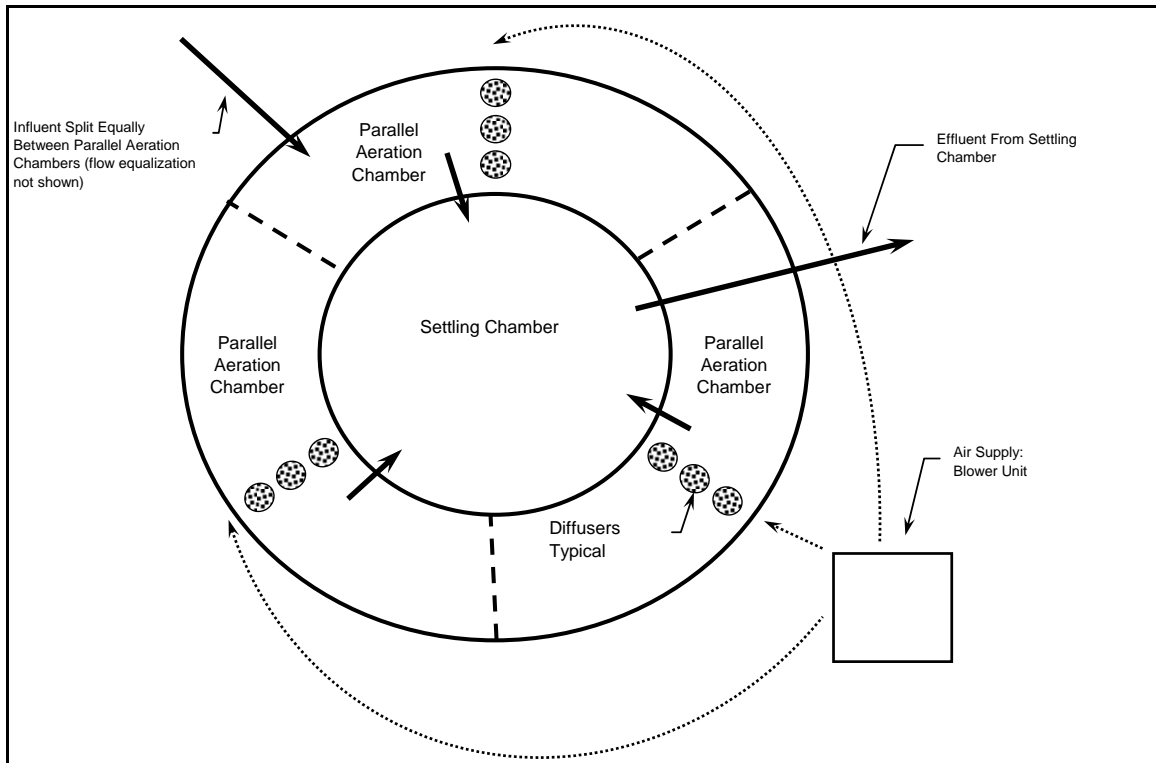 Influent Split Equally
Between Parallel Aeration
Chambers (flow equalization
not shown)
Parallel
Aeration
Chamber
Effluent From Settling
Chamber
Settling Chamber
Parallel
Aeration
Chamber
Parallel
Aeration
Chamber
Air Supply:
Blower Unit
Diffusers
Typical